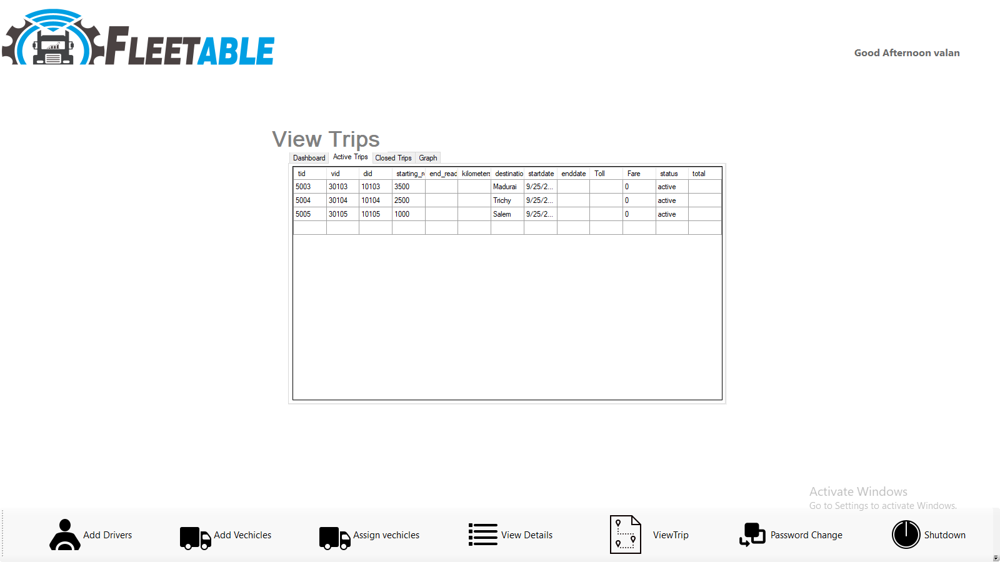 FLEETABLE
Good Afternoon valan
View Trips
Dashboard Active Trips Closed Trips Graph
tid vid did starting_re end_read kilometers destinatio startdate enddate Toll Fare status total
5003 30103 10103 3500 Madurai 9/25/2... 0 active
5004 30104 10104 2500 Trichy 9/25/2... 0 active
5005 30105 10105 1000 Salem 9/25/2... 0 active
Activate Windows
Go to Settings to activate Windows.
Add Drivers Add Vechicles Assign vechicles View Details ViewTrip Password Change Shutdown